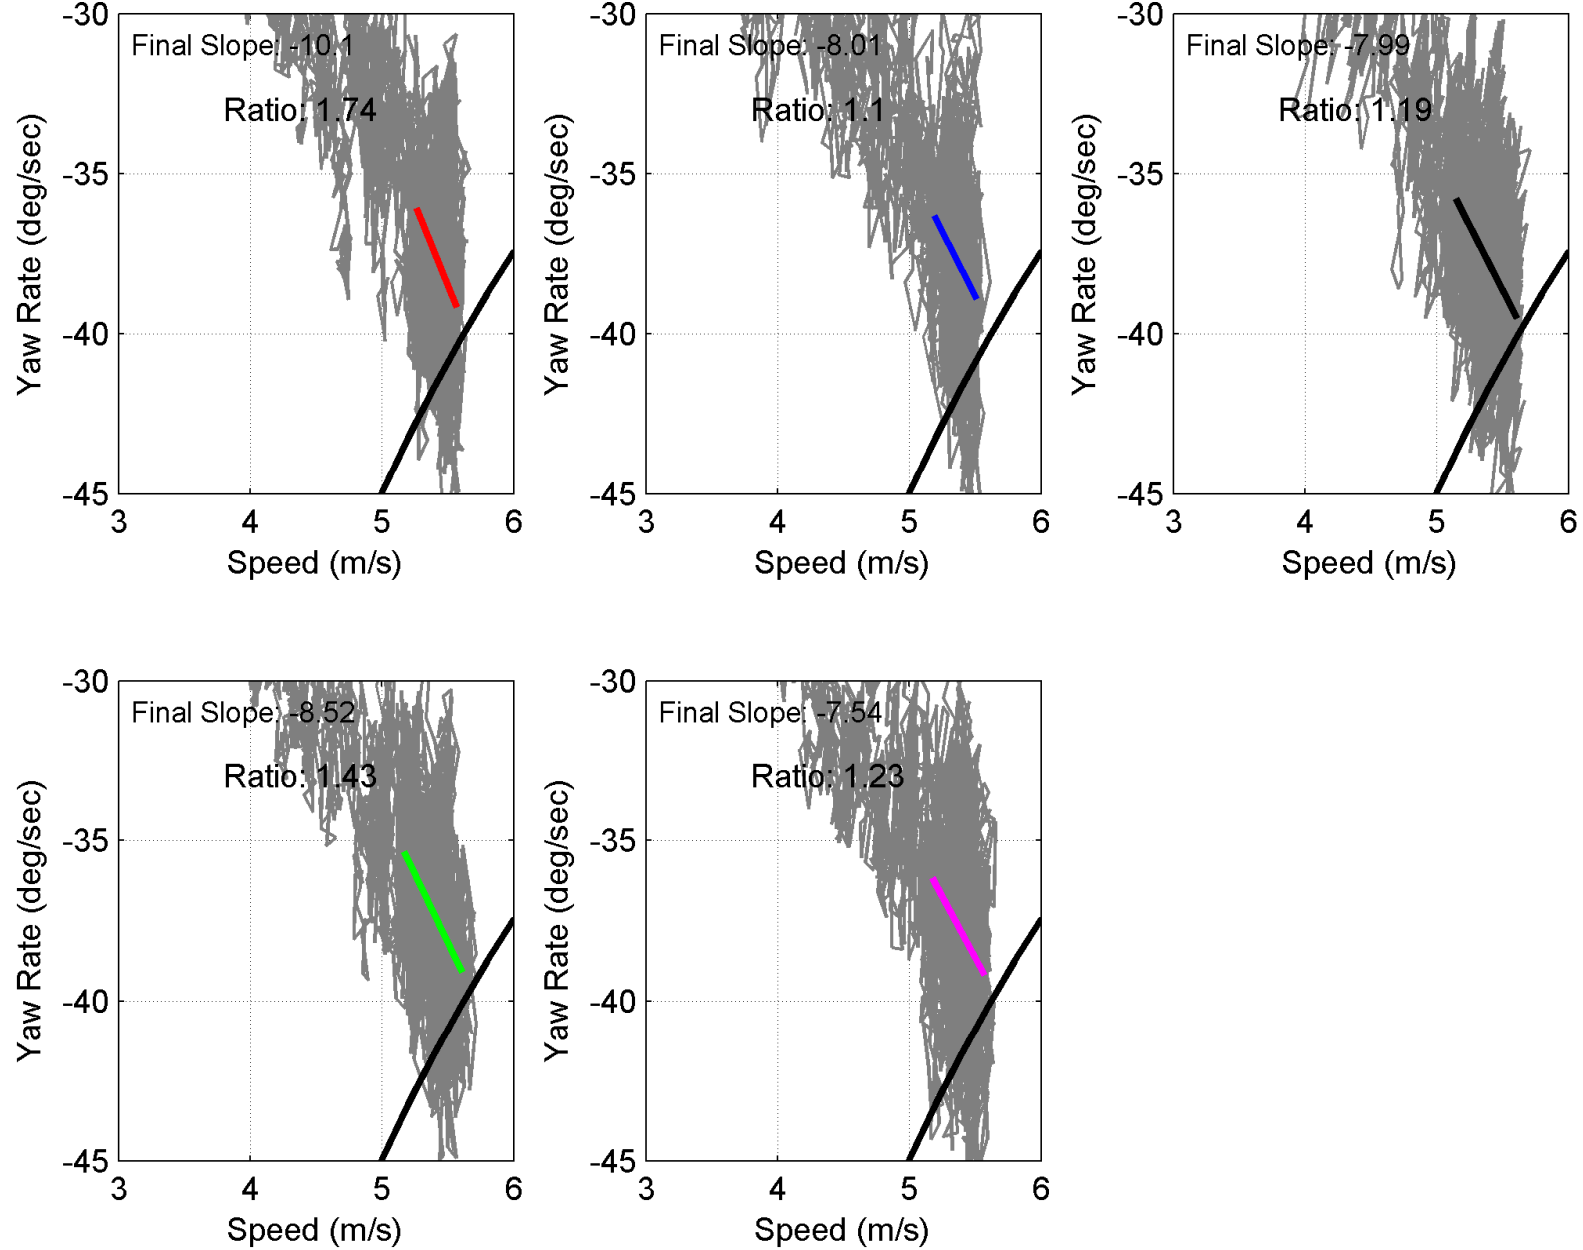 -30
-35
-40
-45
Yaw Rate (deg/sec)
Final Slope: -10.1
Ratio: 1.74
3 4 5 6
Speed (m/s)
-30
-35
-40
-45
Yaw Rate (deg/sec)
Final Slope: -8.01
Ratio: 1.1
3 4 5 6
Speed (m/s)
-30
-35
-40
-45
Yaw Rate (deg/sec)
Final Slope: -7.99
Ratio: 1.19
3 4 5 6
Speed (m/s)
-30
-35
-40
-45
Yaw Rate (deg/sec)
Final Slope: -8.52
Ratio: 1.43
3 4 5 6
Speed (m/s)
-30
-35
-40
-45
Yaw Rate (deg/sec)
Final Slope: -7.54
Ratio: 1.23
3 4 5 6
Speed (m/s)